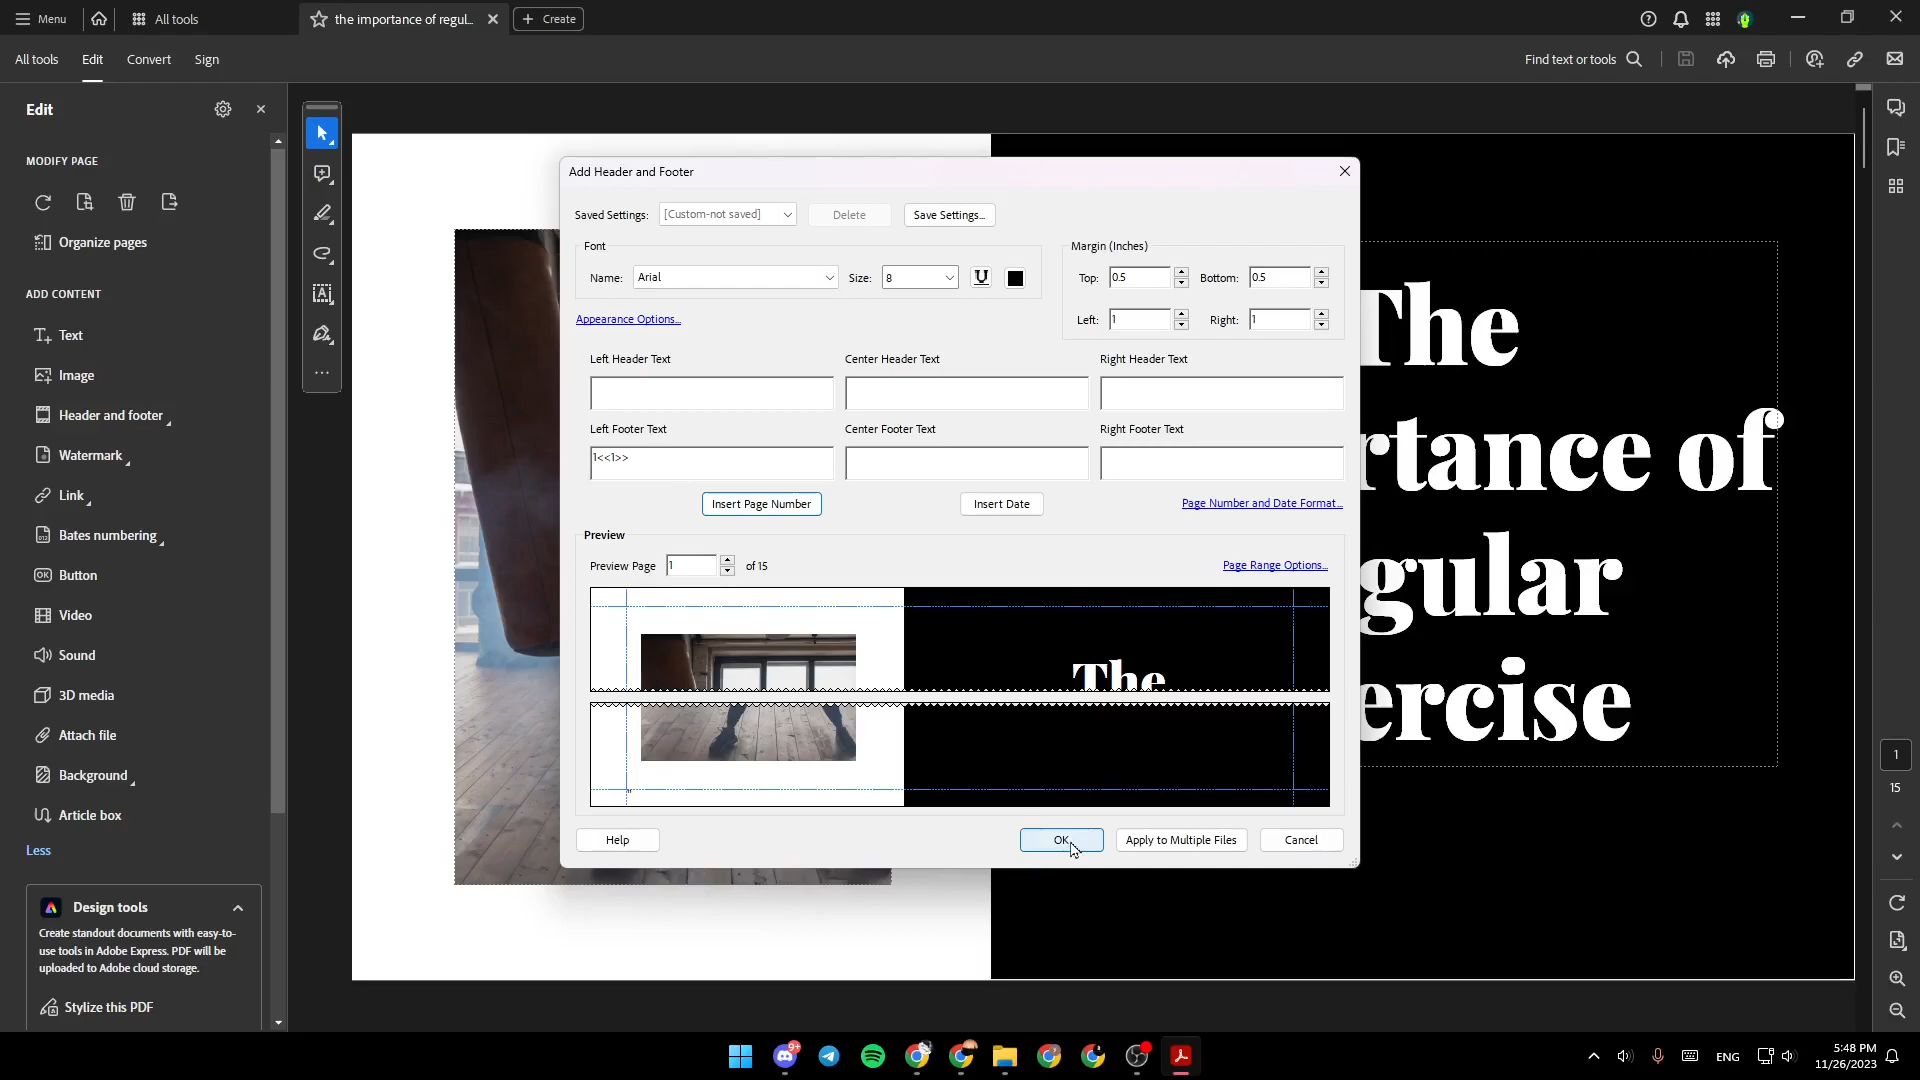 Menu
All tools
the importance of regul...
Create
All tools
Edit
Convert
Sign
Find text or tools
Edit
MODIFY PAGE
Organize pages
ADD CONTENT
Text
Image
Header and footer
Watermark
Link
Bates numbering
Button
Video
Sound
3D media
Attach file
Background
Article box
Less
Design tools
Create standout documents with easy-to-
use tools in Adobe Express. PDF will be
uploaded to Adobe cloud storage.
Stylize this PDF
Add Header and Footer
Saved Settings:
[Custom-not saved]
Delete
Save Settings...
Font
Name:
Arial
Size:
8
U
Margin (Inches)
Top:
0.5
Bottom:
0.5
Left:
1
Right:
1
Appearance Options...
Left Header Text
Center Header Text
Right Header Text
Left Footer Text
Center Footer Text
Right Footer Text
1<<1>>
Insert Page Number
Insert Date
Page Number and Date Format...
Preview
Preview Page
1
of 15
Page Range Options...
The
Help
OK
Apply to Multiple Files
Cancel
The
rtance of
gular
ercise
1
15
9+
ENG
5:48 PM
11/26/2023